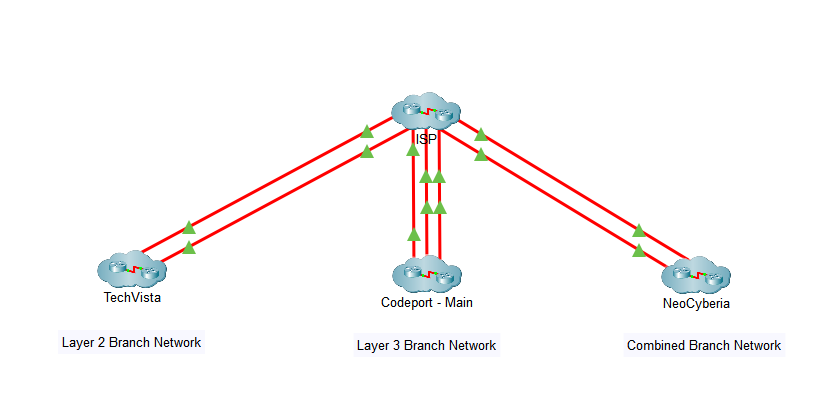 ISP
TechVista
Codeport - Main
NeoCyberia
Layer 2 Branch Network
Layer 3 Branch Network
Combined Branch Network